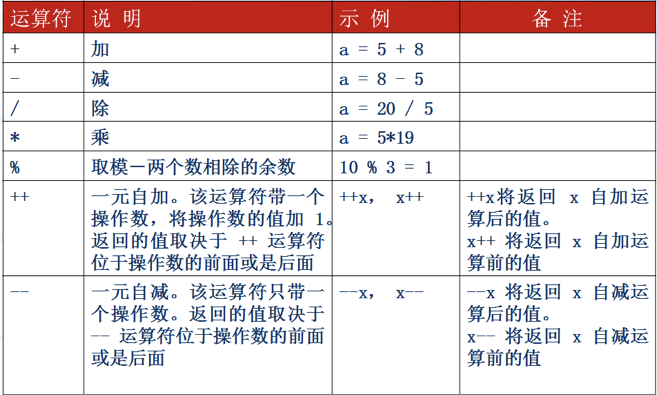 运算符 说 明 示 例 备 注
+ 加 a = 5 + 8
- 减 a = 8 - 5
/ 除 a = 20 / 5
* 乘 a = 5*19
% 取模－两个数相除的余数 10 % 3 = 1
++ 一元自加。该运算符带一个 ++x， x++ ++x将返回 x 自加运
操作数，将操作数的值加 1。 算后的值。
返回的值取决于 ++ 运算符 x++ 将返回 x 自加运
位于操作数的前面或是后面 算前的值
-- 一元自减。该运算符只带一 --x， x-- --x 将返回 x 自减运
个操作数。返回的值取决于 算后的值。
-- 运算符位于操作数的前面 x-- 将返回 x 自减运
或是后面 算前的值